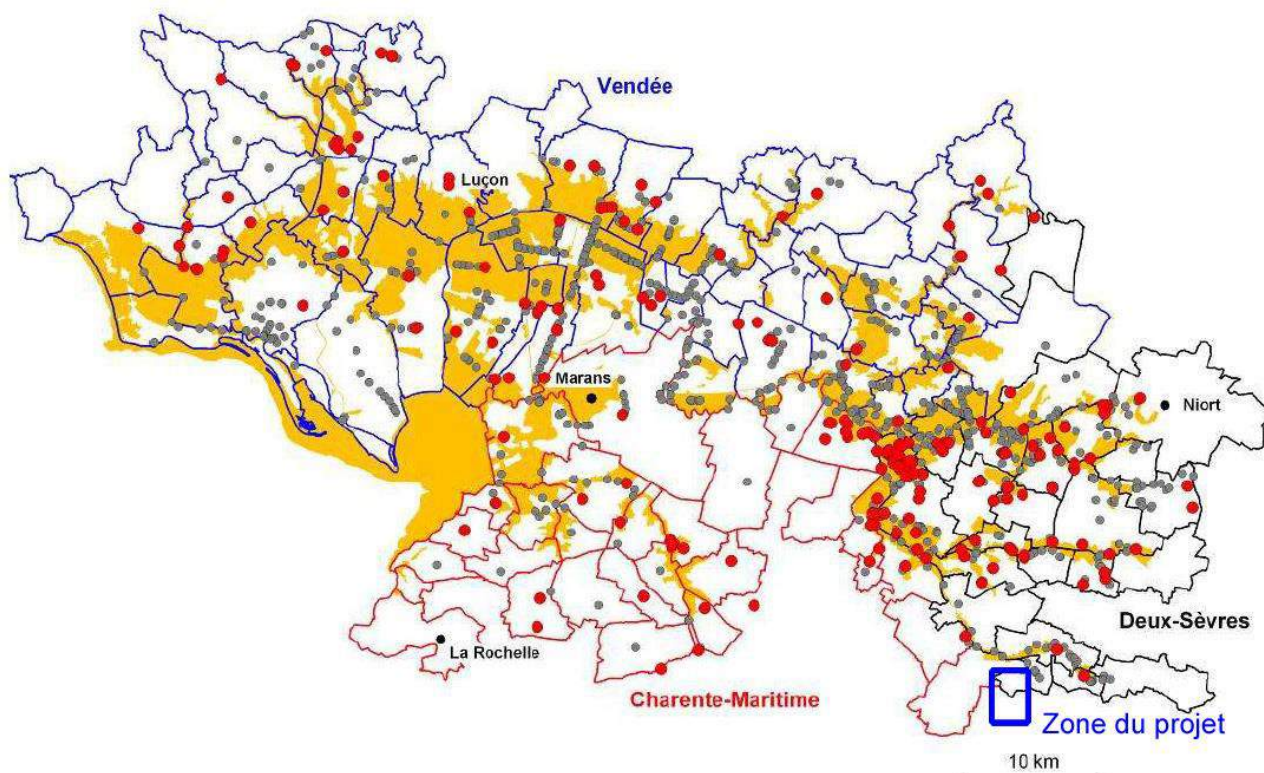 Vendée
Luçon
Marans
Niort
Deux-Sèvres
La Rochelle
Charente-Maritime
Zone du projet
10 km